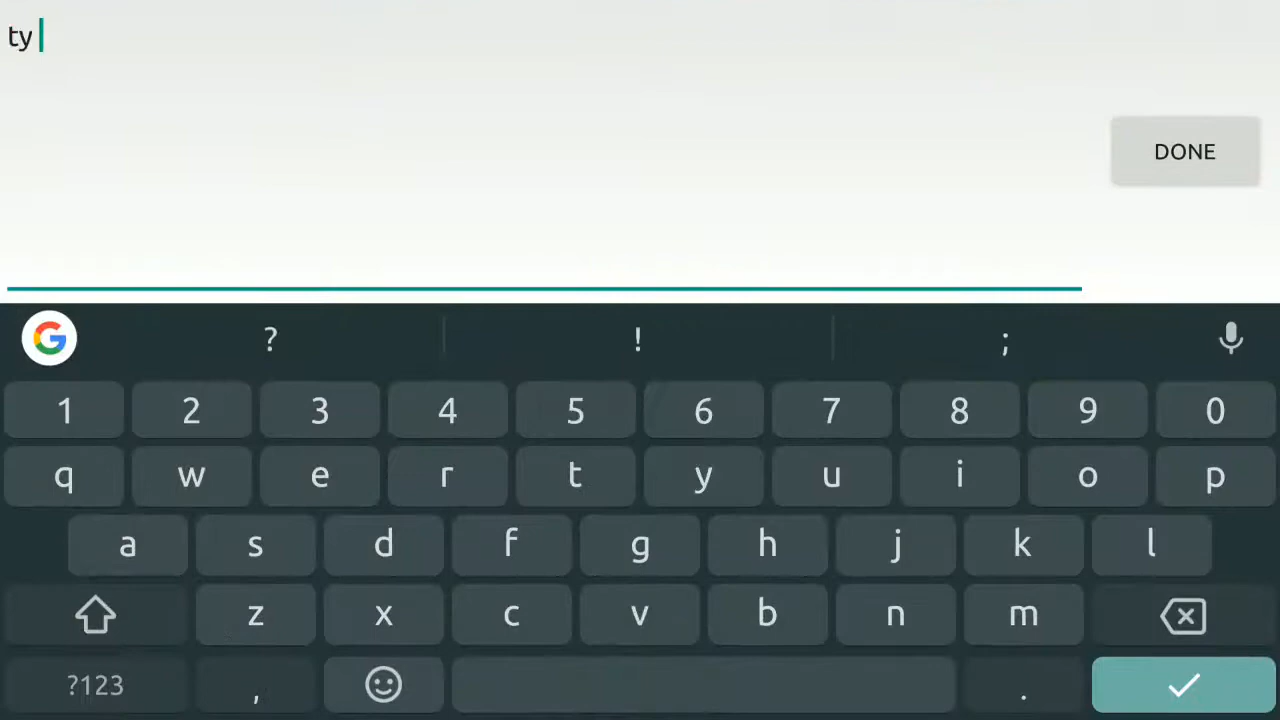 ty
DONE
? ! ;
1 2 3 4 5 6 7 8 9 0
q w e r t y u i o p
a s d f g h j k l
z x c v b n m
?123 , .